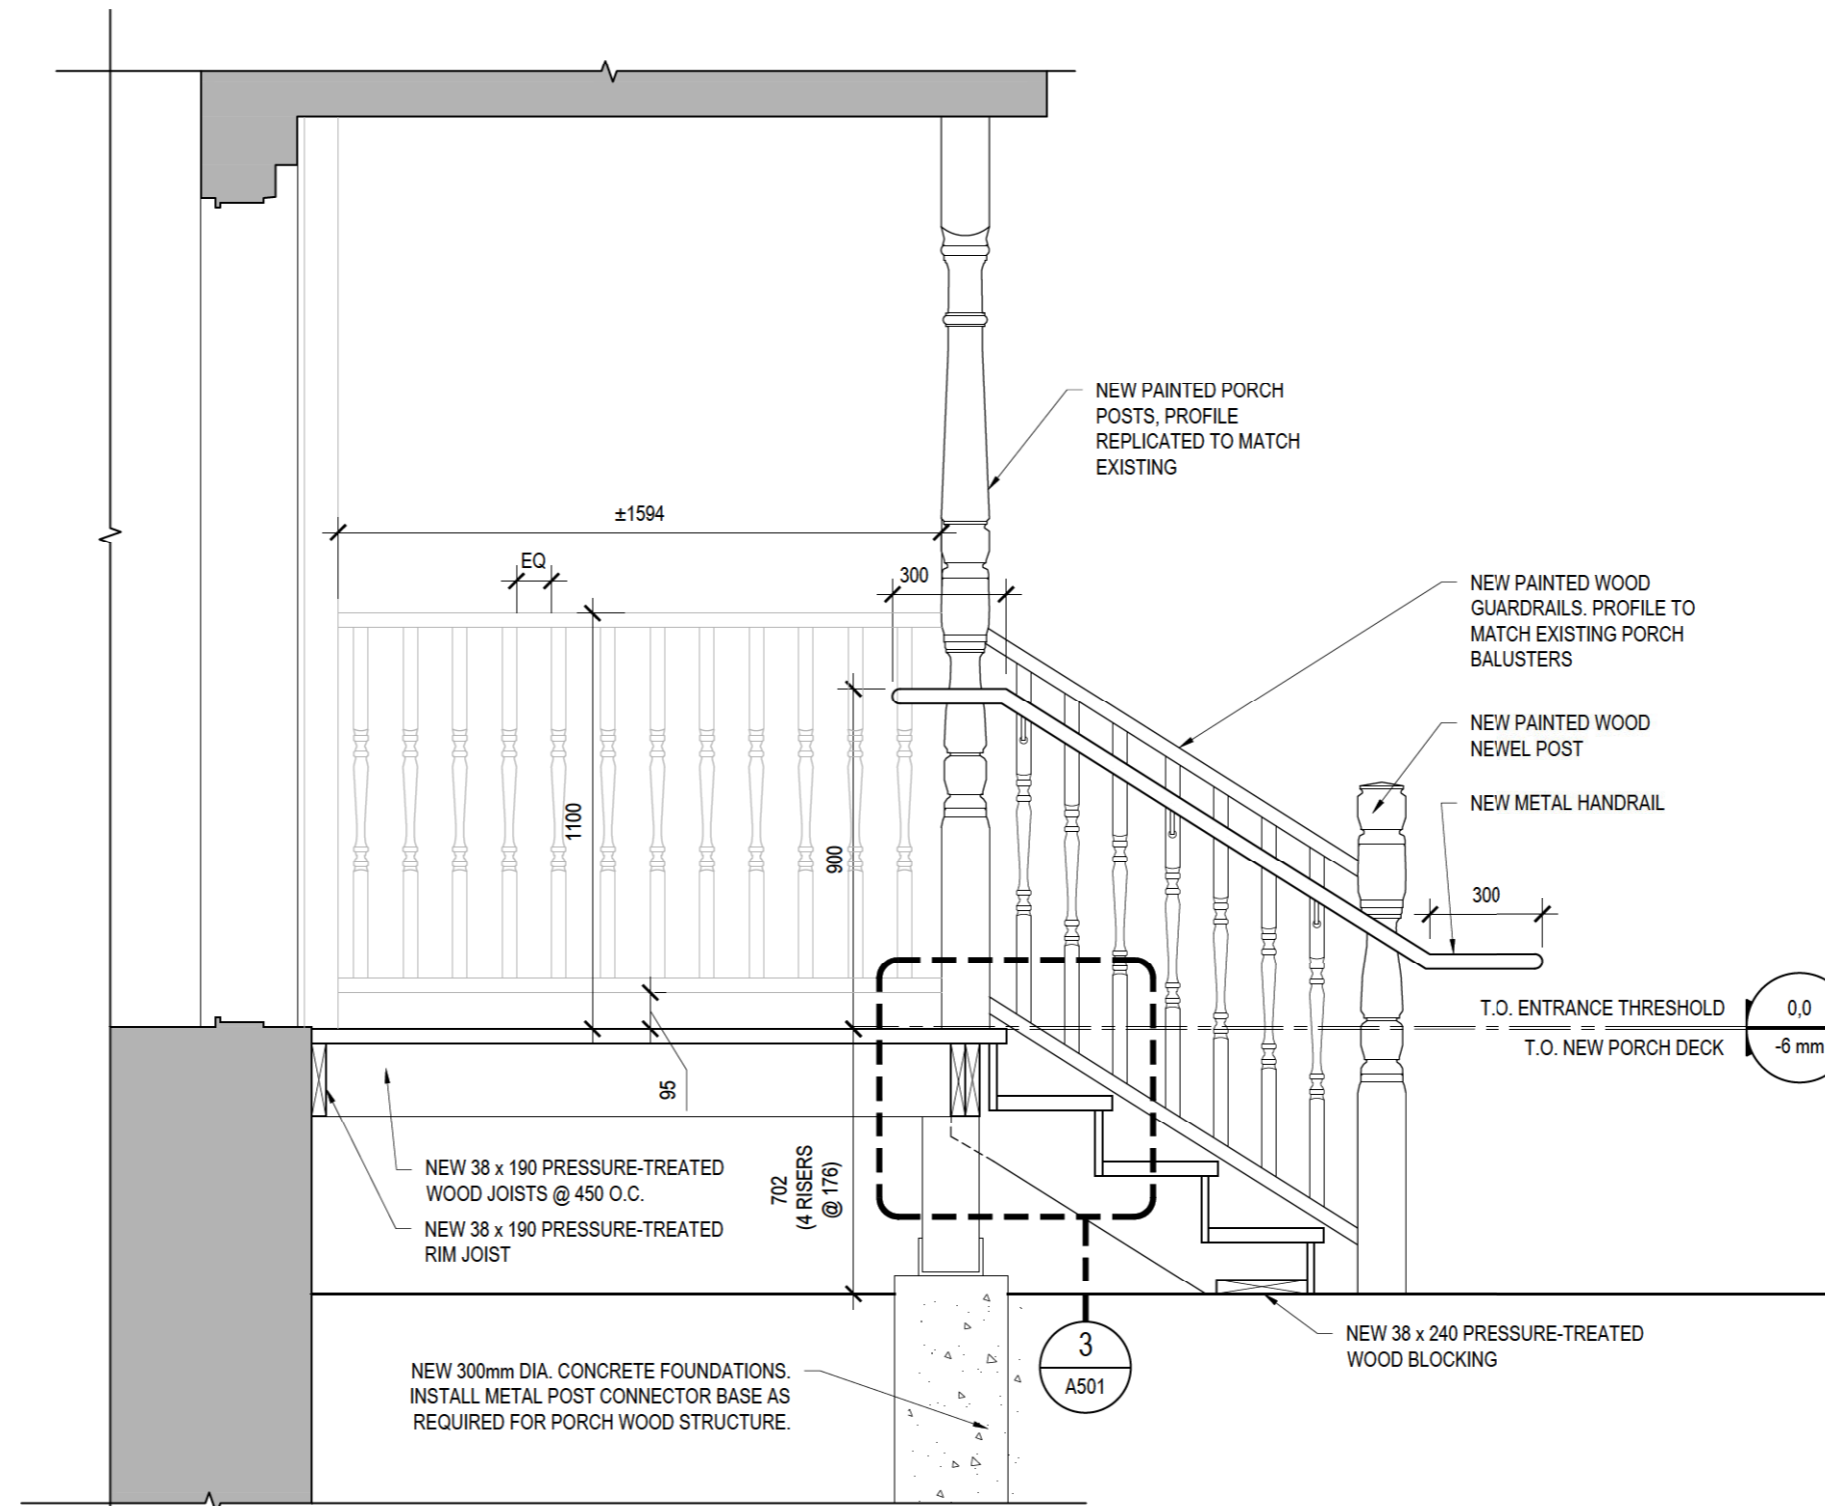 NEW PAINTED PORCH
POSTS, PROFILE
REPLICATED TO MATCH
EXISTING
±1594
EQ
300
NEW PAINTED WOOD
GUARDRAILS. PROFILE TO
MATCH EXISTING PORCH
BALUSTERS
NEW PAINTED WOOD
NEWEL POST
NEW METAL HANDRAIL
1100
900
300
T.O. ENTRANCE THRESHOLD
0,0
T.O. NEW PORCH DECK
-6 mm
95
NEW 38 x 190 PRESSURE-TREATED
WOOD JOISTS @ 450 O.C.
NEW 38 x 190 PRESSURE-TREATED
RIM JOIST
702
(4 RISERS
@ 176)
NEW 38 x 240 PRESSURE-TREATED
WOOD BLOCKING
3
A501
NEW 300mm DIA. CONCRETE FOUNDATIONS.
INSTALL METAL POST CONNECTOR BASE AS
REQUIRED FOR PORCH WOOD STRUCTURE.